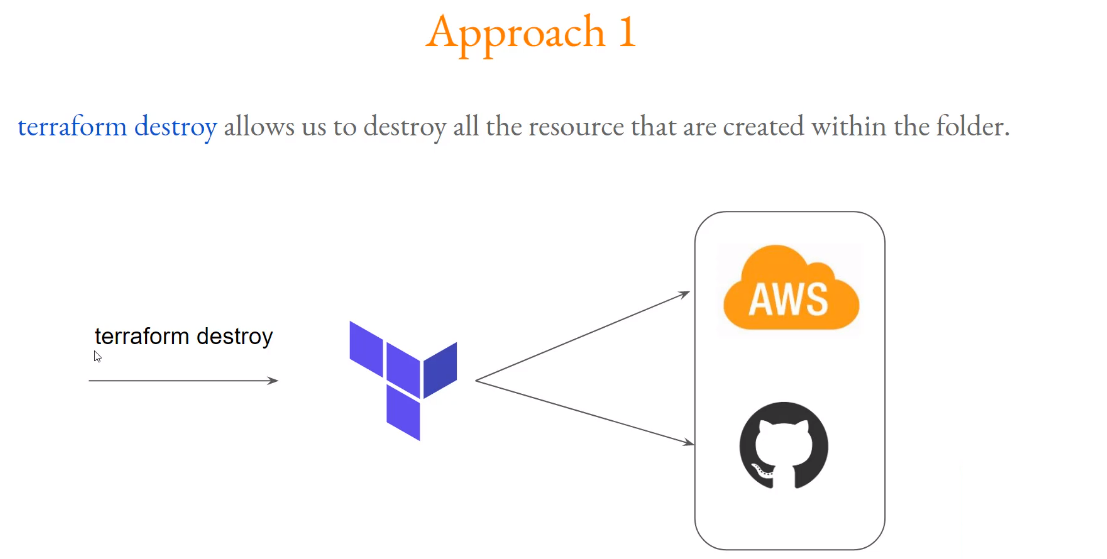 Approach 1
terraform destroy allows us to destroy all the resource that are created within the folder.
terraform destroy
AWS